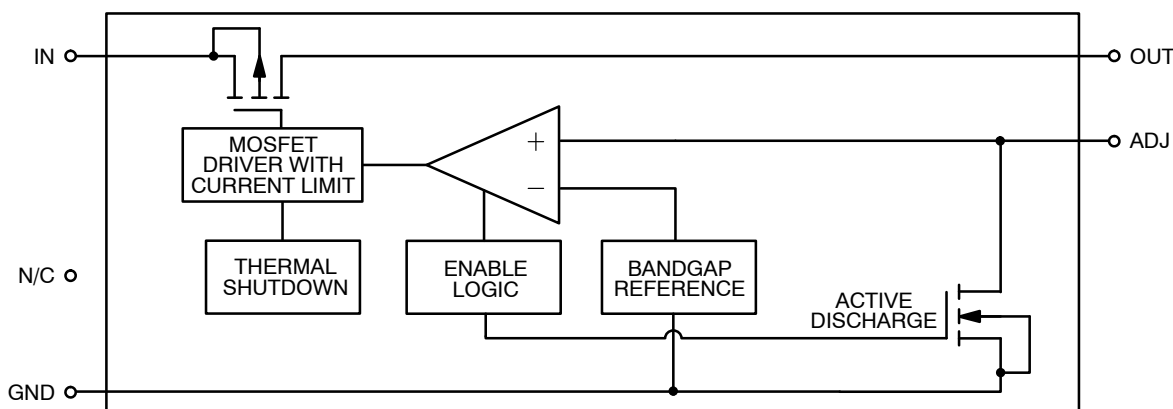 IN
OUT
MOSFET
DRIVER WITH
CURRENT LIMIT
+
−
ADJ
THERMAL
SHUTDOWN
ENABLE
LOGIC
BANDGAP
REFERENCE
N/C
ACTIVE
DISCHARGE
GND